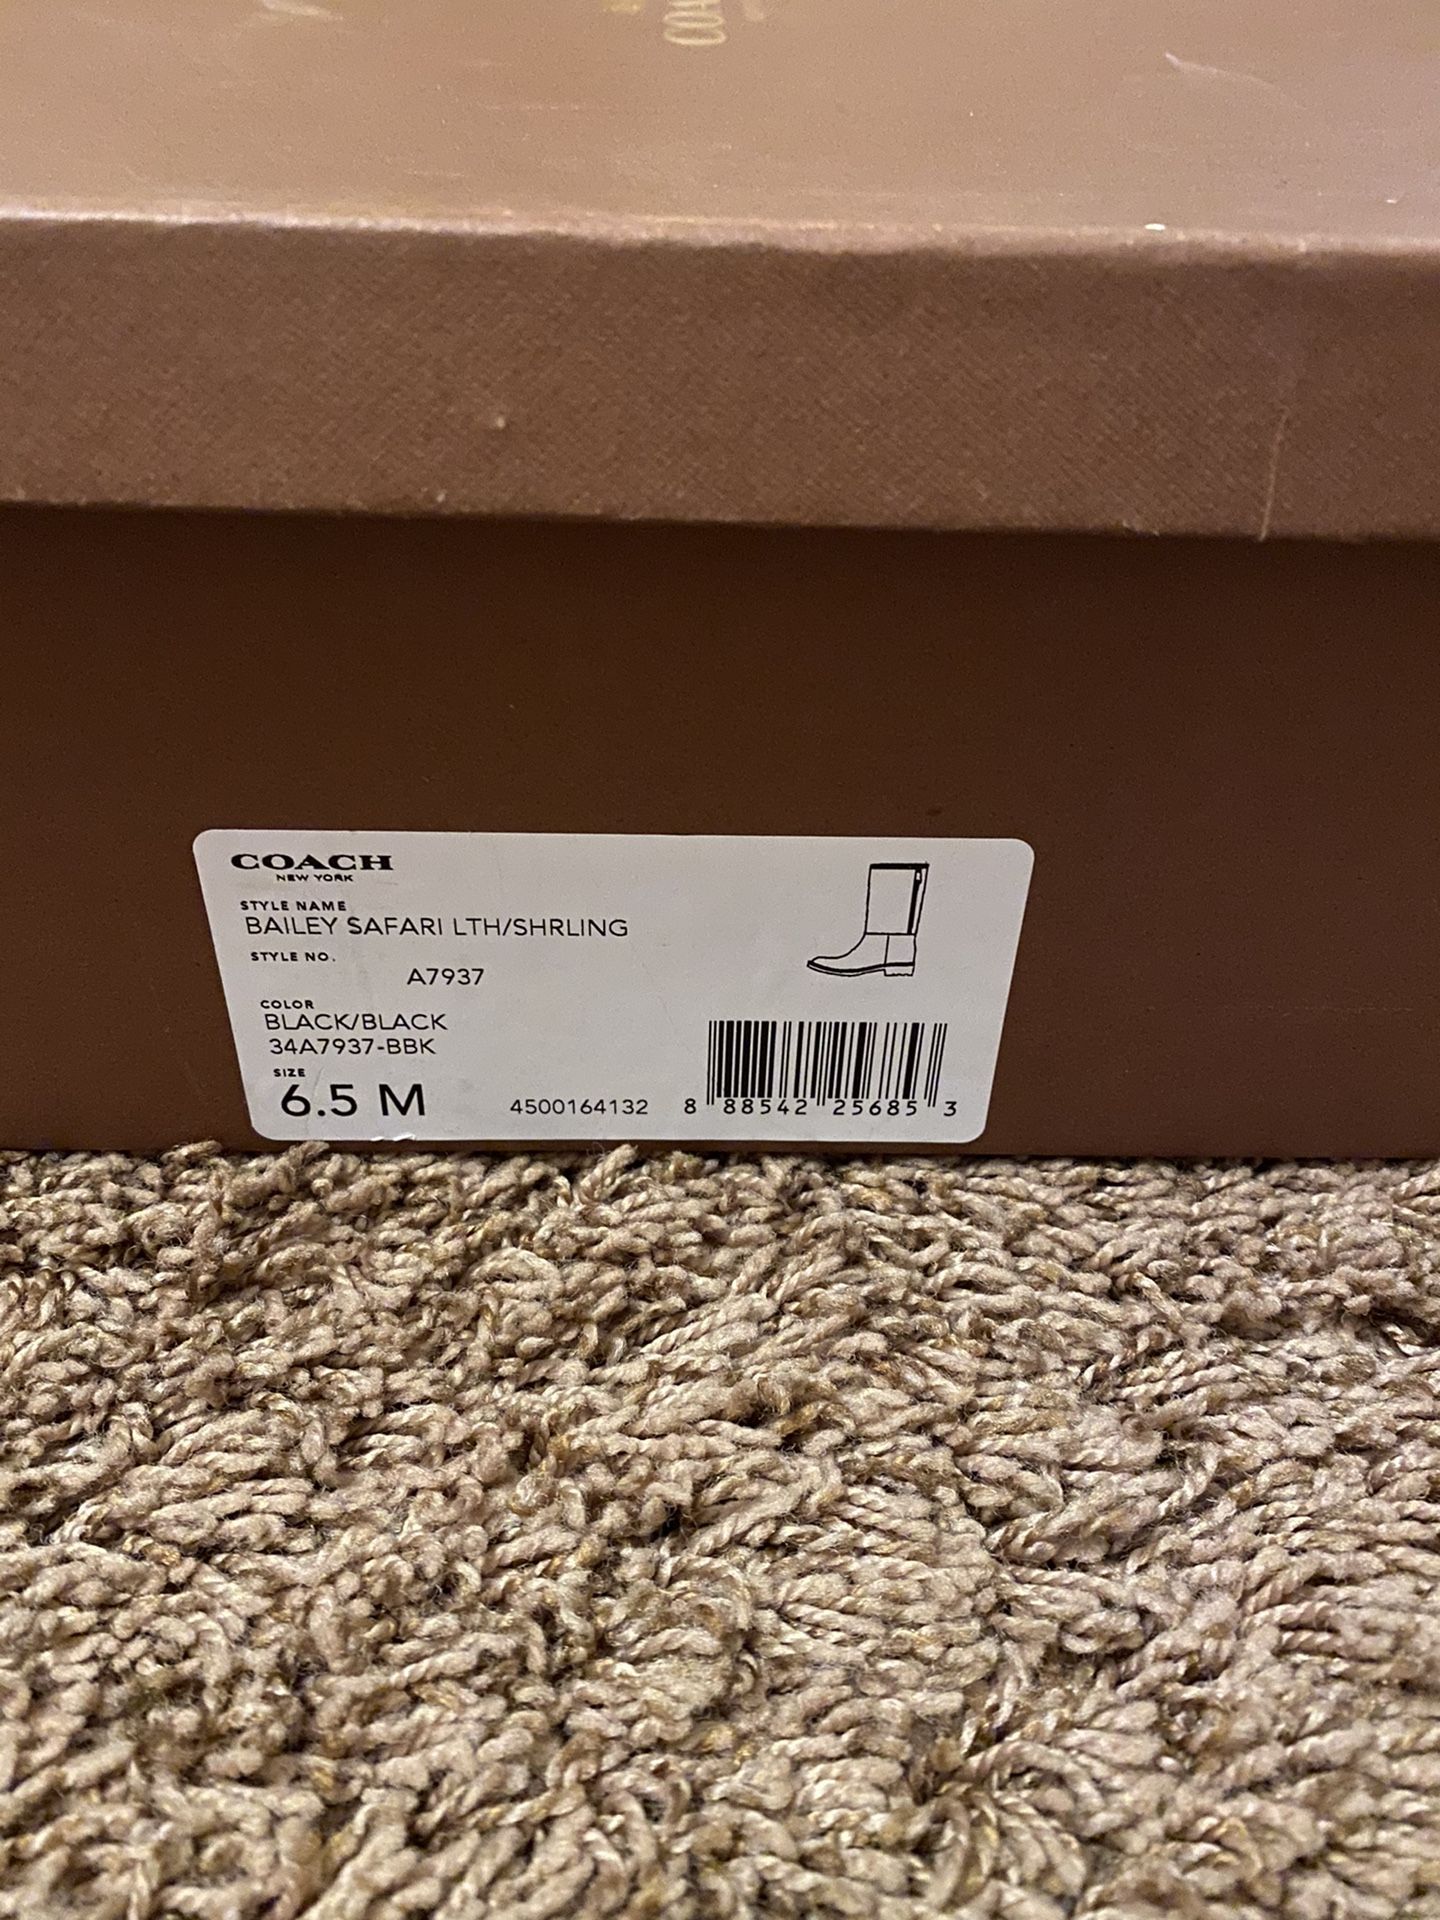 COACH
NEW YORK
STYLE NAME
BAILEY SAFARI LTH/SHRLING
STYLE NO.
A7937
COLOR
BLACK/BLACK
34A7937-BBK
SIZE
6.5 M
4500164132
8 88542 25685 3